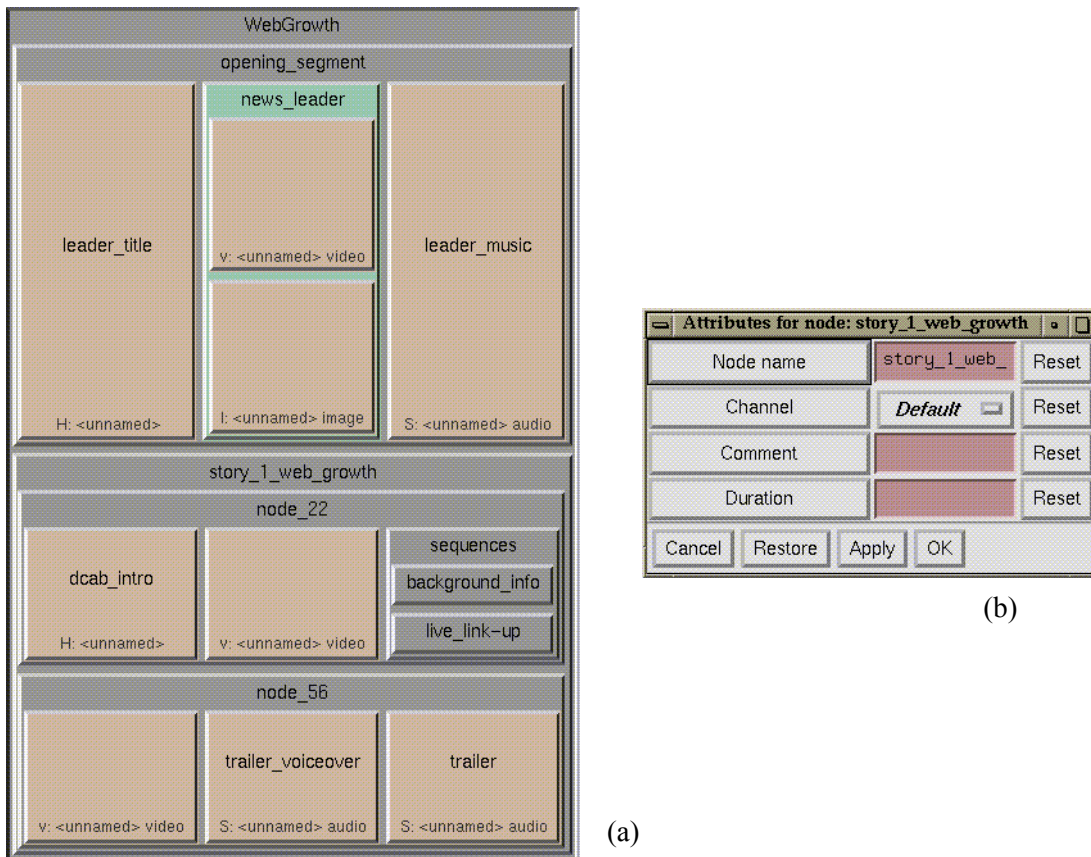 WebGrowth
opening_segment
leader_title
H: <unnamed>
news_leader
v: <unnamed> video
I: <unnamed> image
leader_music
S: <unnamed> audio
story_1_web_growth
node_22
dcab_intro
H: <unnamed>
v: <unnamed> video
sequences
background_info
live_link-up
node_56
v: <unnamed> video
trailer_voiceover
S: <unnamed> audio
trailer
S: <unnamed> audio
(a)
Attributes for node: story_1_web_growth
Node name story_1_web_ Reset
Channel Default Reset
Comment Reset
Duration Reset
Cancel Restore Apply OK
(b)